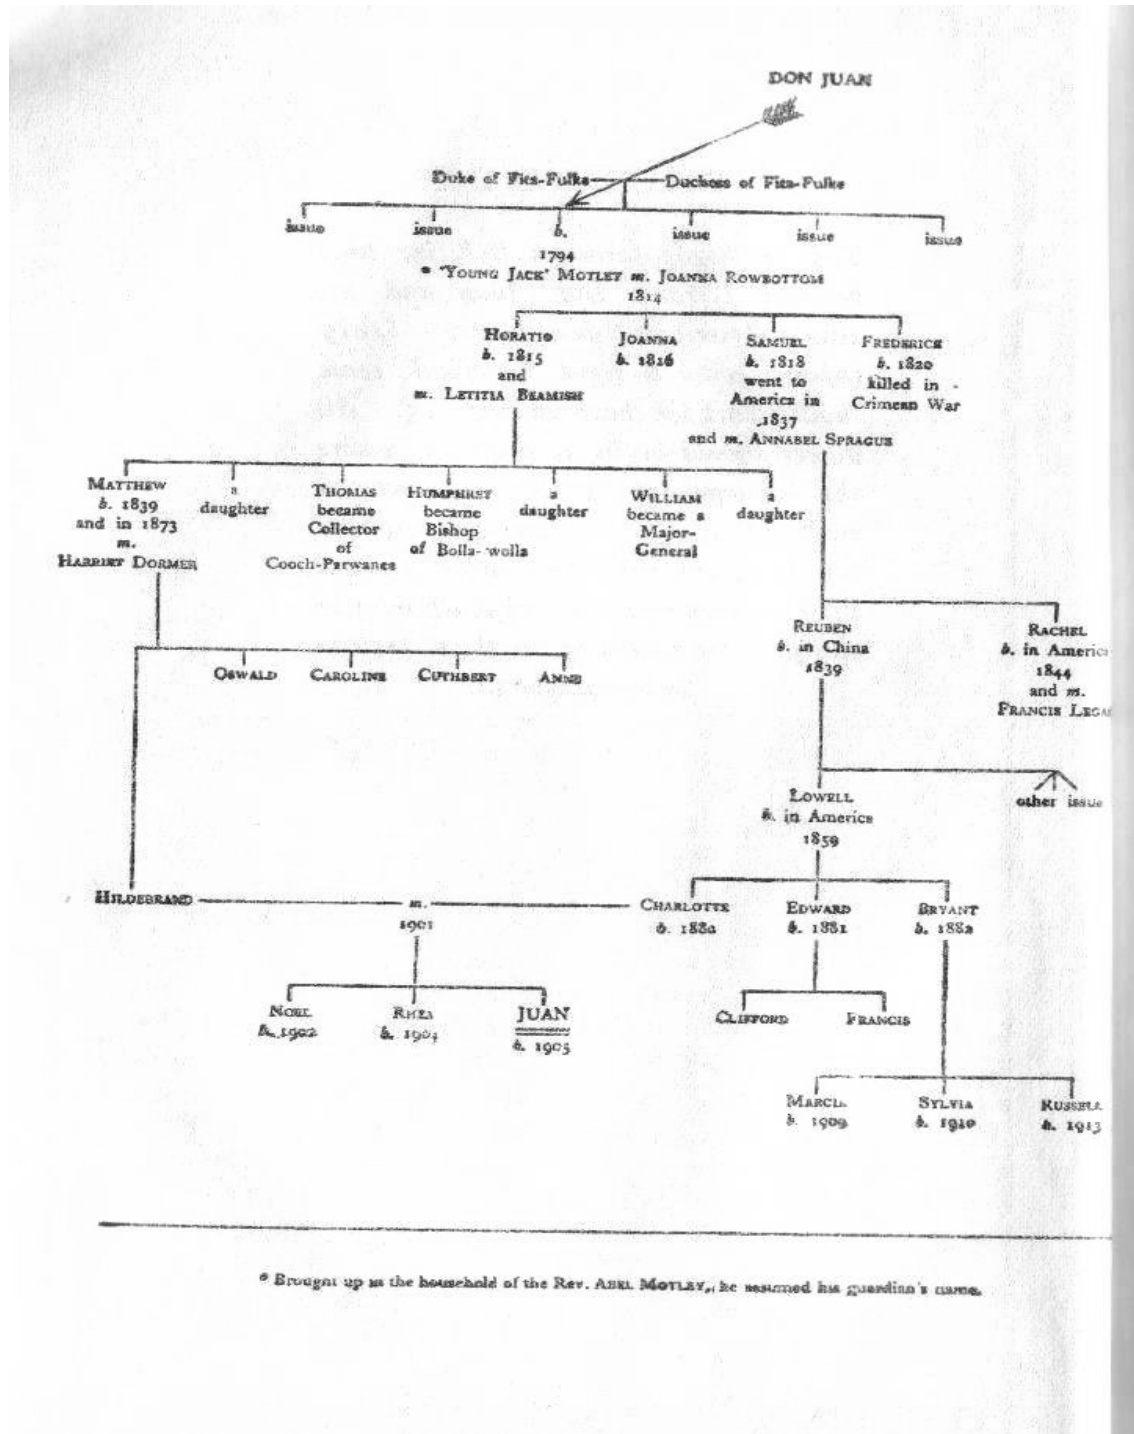 DON JUAN
Duke of Fits-Fulke Duchess of Fits-Fulke
issue issue b. issue issue issue
1794
* 'YOUNG JACK' MOTLEY m. JOANNA ROWBOTTOM
1814
HORATIO JOANNA SAMUEL FREDERICK
b. 1815 b. 1816 b. 1818 b. 1820
and went to killed in
m. LETITIA BEAMISH America in Crimean War
1837
and m. ANNABEL SPRAGUE
MATTHEW a THOMAS HUMPHREY a WILLIAM a
b. 1839 daughter became became daughter became a daughter
and in 1873 Collector Bishop Major-
m. of of Bolla-wolla General
HARRIET DORMER Cooch-Parwanee
REUBEN RACHEL
b. in China b. in Americ
1839 1844
and m.
FRANCIS
OSWALD CAROLINE CUTHBERT ANNE
LOWELL other issue
b. in America
1859
HILDEBRAND m. CHARLOTTE EDWARD BRYANT
1901 b. 1880 b. 1881 b. 1882
NOEL RHEA JUAN CLIFFORD FRANCIS
b. 1902 b. 1904 b. 1905
MARCIA SYLVIA RUSSELL
b. 1909 b. 1910 b. 1913
* Brought up in the household of the Rev. ABEL MOTLEY, he assumed his guardian's name.